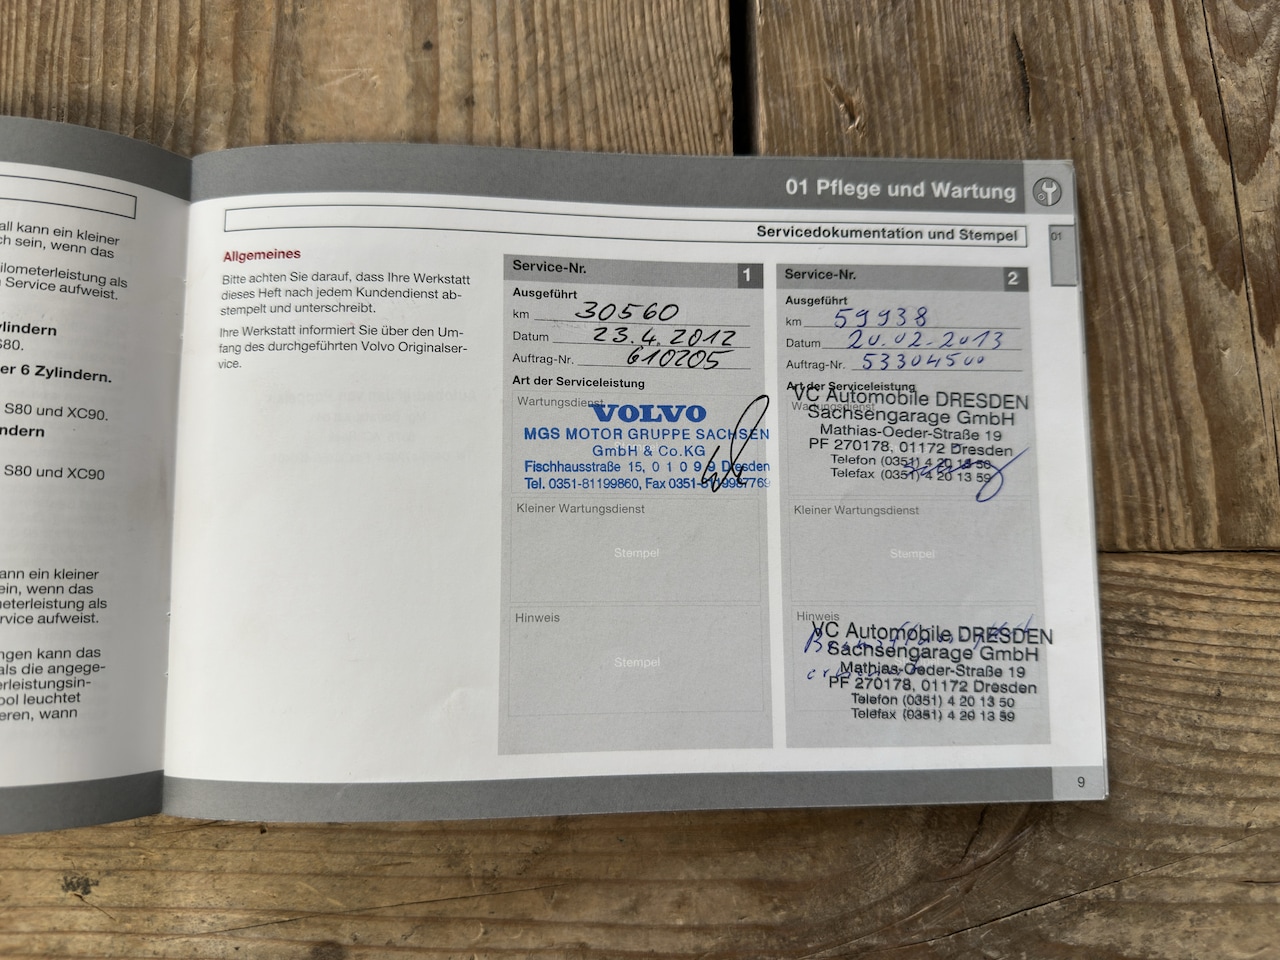 all kann ein kleiner
ch sein, wenn das
ilometerleistung als
Service aufweist.
ylindern
S80.
er 6 Zylindern.
S80 und XC90.
ndern
S80 und XC90
ann ein kleiner
ein, wenn das
neterleistung als
rvice aufweist.
ngen kann das
als die angege-
erleistungsin-
ool leuchtet
eren, wann
01 Pflege und Wartung
Servicedokumentation und Stempel
01
Allgemeines
Bitte achten Sie darauf, dass Ihre Werkstatt
dieses Heft nach jedem Kundendienst ab-
stempelt und unterschreibt.
Ihre Werkstatt informiert Sie über den Um-
fang des durchgeführten Volvo Originalser-
vice.
Service-Nr. 1
Ausgeführt
km 30560
Datum 23.4.2012
Auftrag-Nr. 610205
Art der Serviceleistung
Wartungsdienst
VOLVO
MGS MOTOR GRUPPE SACHSEN
GmbH & Co.KG
Fischhausstraße 15, 0 1 0 9 9 Dresden
Tel. 0351-81199860, Fax 0351-819987769
Kleiner Wartungsdienst
Stempel
Hinweis
Stempel
Service-Nr. 2
Ausgeführt
km 59938
Datum 20.02.2013
Auftrag-Nr. 53304500
Art der Serviceleistung
Wartungsdienst
VC Automobile DRESDEN
Sachsengarage GmbH
Mathias-Oeder-Straße 19
PF 270178, 01172 Dresden
Telefon (0351) 4 20 13 50
Telefax (0351) 4 20 13 59
Kleiner Wartungsdienst
Stempel
Hinweis
VC Automobile DRESDEN
Sachsengarage GmbH
Mathias-Oeder-Straße 19
PF 270178, 01172 Dresden
Telefon (0351) 4 20 13 50
Telefax (0351) 4 20 13 59
9